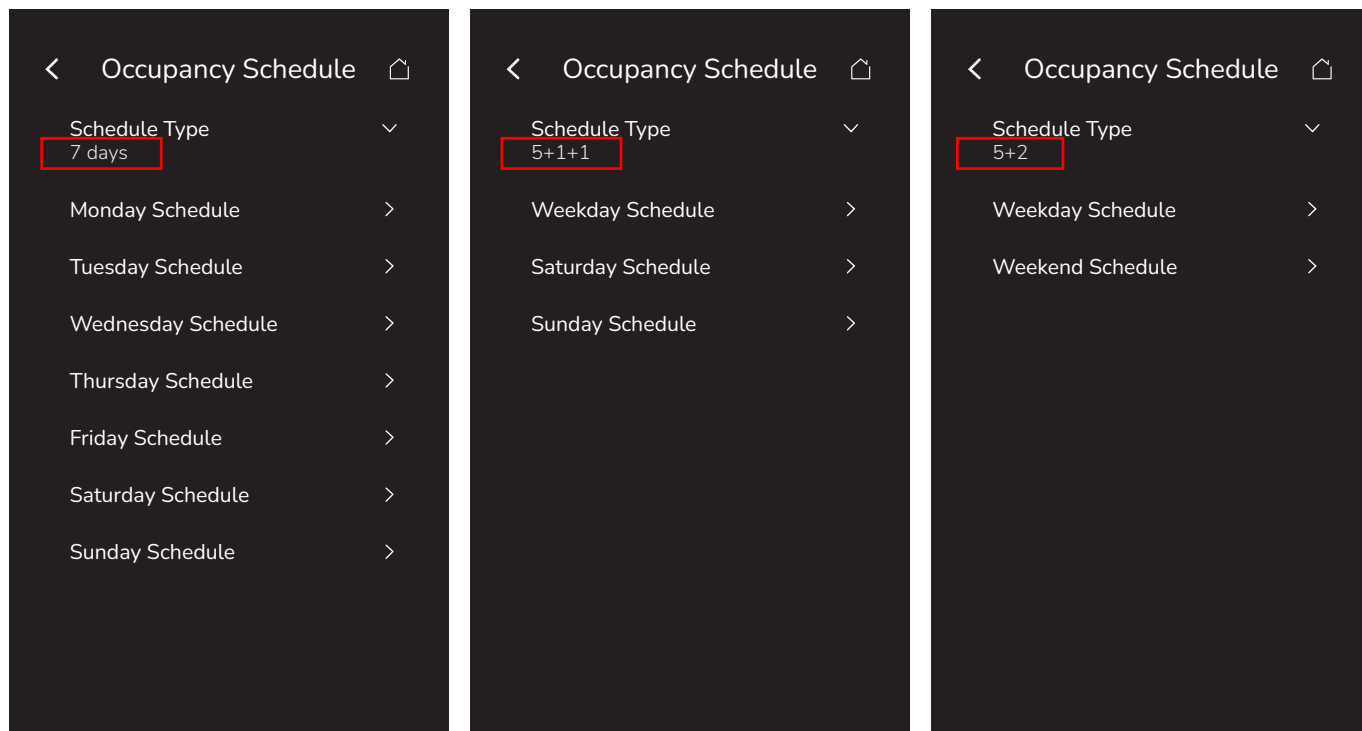 Occupancy Schedule
Schedule Type
7 days
Monday Schedule
Tuesday Schedule
Wednesday Schedule
Thursday Schedule
Friday Schedule
Saturday Schedule
Sunday Schedule
Occupancy Schedule
Schedule Type
5+1+1
Weekday Schedule
Saturday Schedule
Sunday Schedule
Occupancy Schedule
Schedule Type
5+2
Weekday Schedule
Weekend Schedule